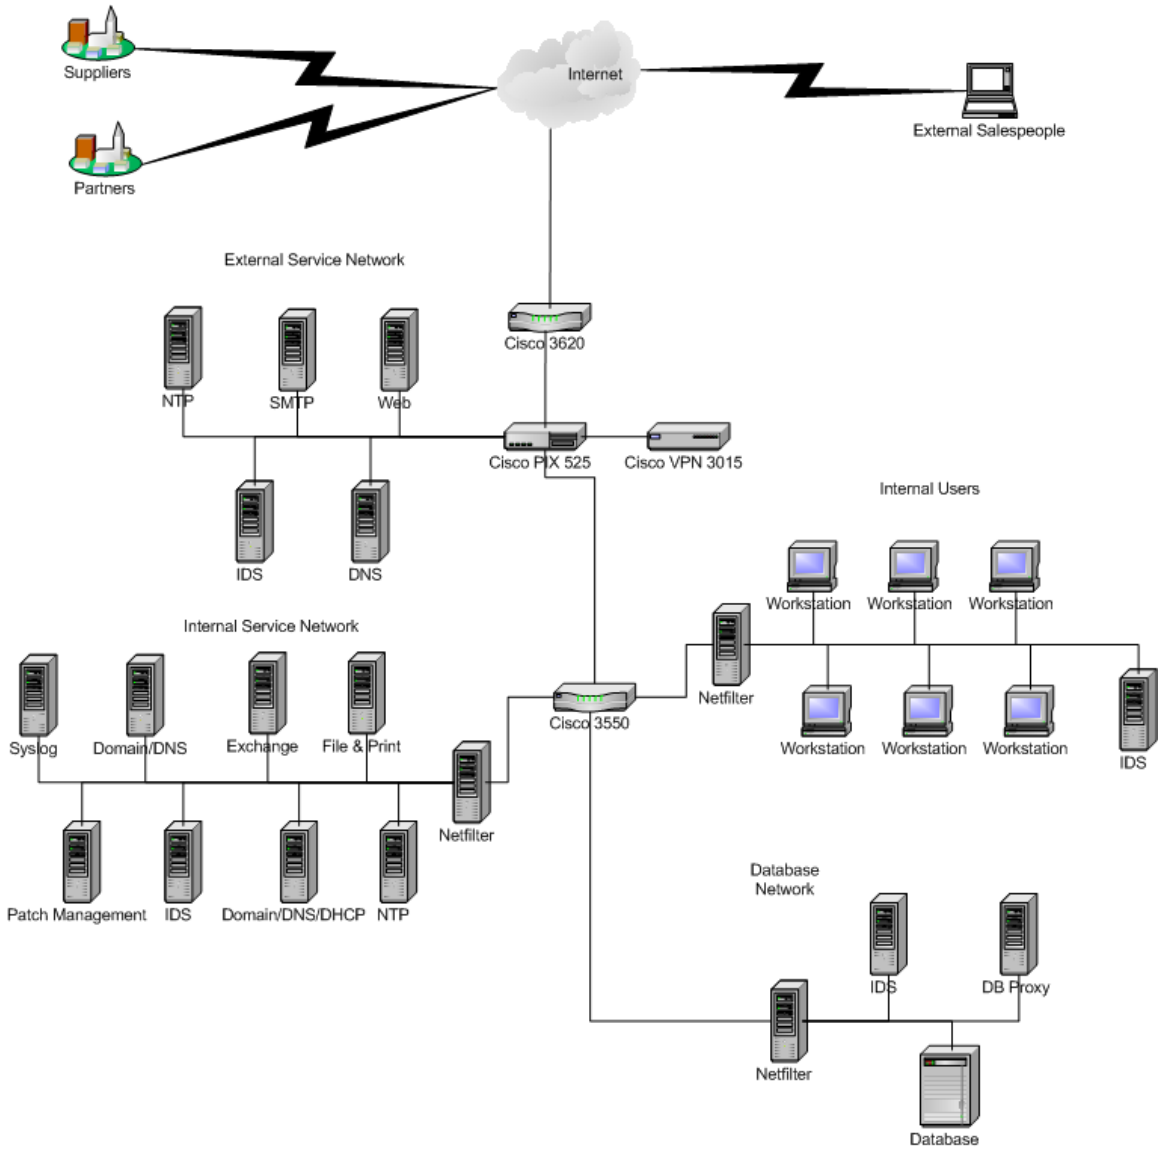 Suppliers
Internet
External Salespeople
Partners
External Service Network
Cisco 3620
NTP
SMTP
Web
Cisco PIX 525
Cisco VPN 3015
Internal Users
IDS
DNS
Workstation
Workstation
Workstation
Internal Service Network
Netfilter
Cisco 3550
Syslog
Domain/DNS
Exchange
File & Print
Workstation
Workstation
Workstation
IDS
Netfilter
Database
Network
Patch Management
IDS
Domain/DNS/DHCP
NTP
IDS
DB Proxy
Netfilter
Database